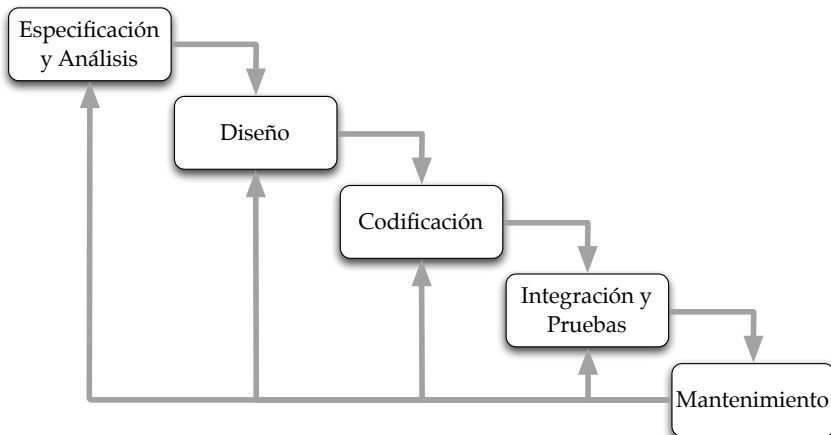 Especificación
y Análisis
Diseño
Codificación
Integración y
Pruebas
Mantenimiento